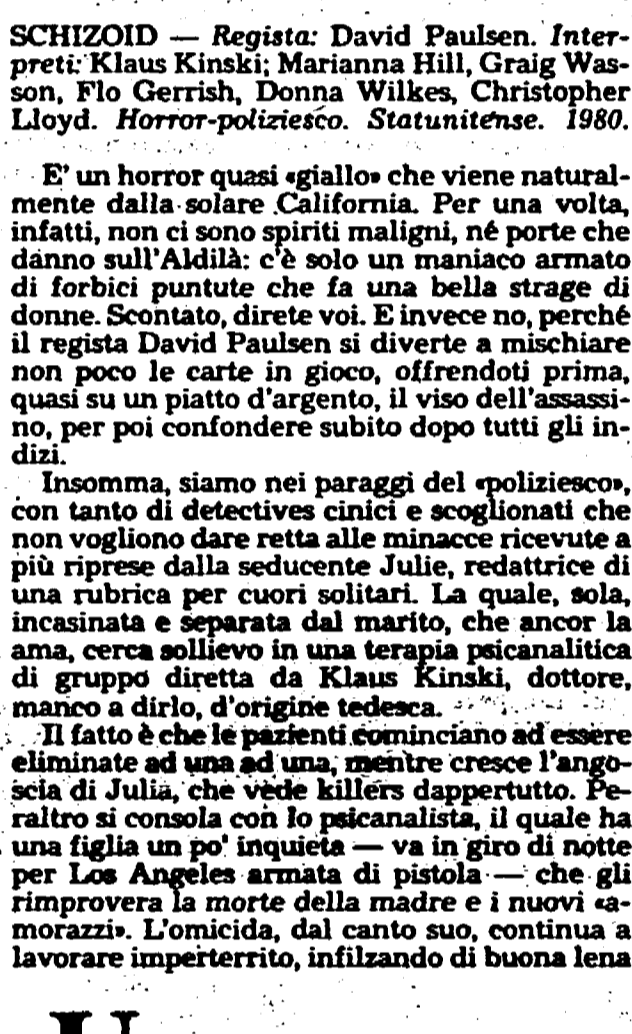 SCHIZOID — Regista: David Paulsen. Inter-
preti: Klaus Kinski; Marianna Hill, Graig Was-
son, Flo Gerrish, Donna Wilkes, Christopher
Lloyd. Horror-poliziesco. Statunitense. 1980.
E' un horror quasi «giallo» che viene natural-
mente dalla solare California. Per una volta,
infatti, non ci sono spiriti maligni, né porte che
danno sull'Aldilà: c'è solo un maniaco armato
di forbici puntute che fa una bella strage di
donne. Scontato, direte voi. E invece no, perché
il regista David Paulsen si diverte a mischiare
non poco le carte in gioco, offrendoti prima,
quasi su un piatto d'argento, il viso dell'assassi-
no, per poi confondere subito dopo tutti gli in-
dizi.
Insomma, siamo nei paraggi del «poliziesco»,
con tanto di detectives cinici e scoglionati che
non vogliono dare retta alle minacce ricevute a
più riprese dalla seducente Julie, redattrice di
una rubrica per cuori solitari. La quale, sola,
incasinata e separata dal marito, che ancor la
ama, cerca sollievo in una terapia psicanalitica
di gruppo diretta da Klaus Kinski, dottore,
manco a dirlo, d'origine tedesca.
Il fatto è che le pazienti cominciano ad essere
eliminate ad una ad una, mentre cresce l'ango-
scia di Julia, che vede killers dappertutto. Pe-
raltro si consola con lo psicanalista, il quale ha
una figlia un po' inquieta — va in giro di notte
per Los Angeles armata di pistola — che gli
rimprovera la morte della madre e i nuovi «a-
morazzi». L'omicida, dal canto suo, continua a
lavorare imperterrito, infilzando di buona lena